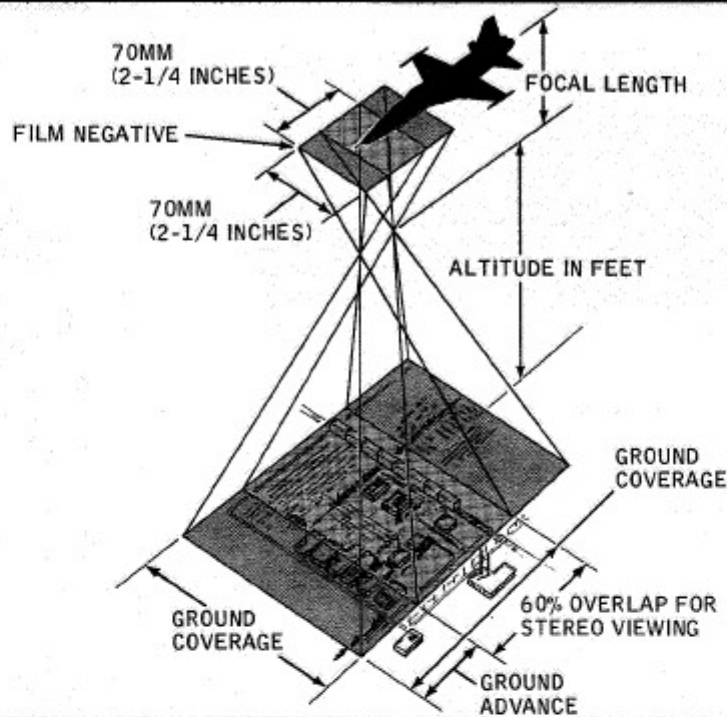 70MM
(2-1/4 INCHES)
FOCAL LENGTH
FILM NEGATIVE
70MM
(2-1/4 INCHES)
ALTITUDE IN FEET
GROUND
COVERAGE
GROUND
COVERAGE
60% OVERLAP FOR
STEREO VIEWING
GROUND
ADVANCE